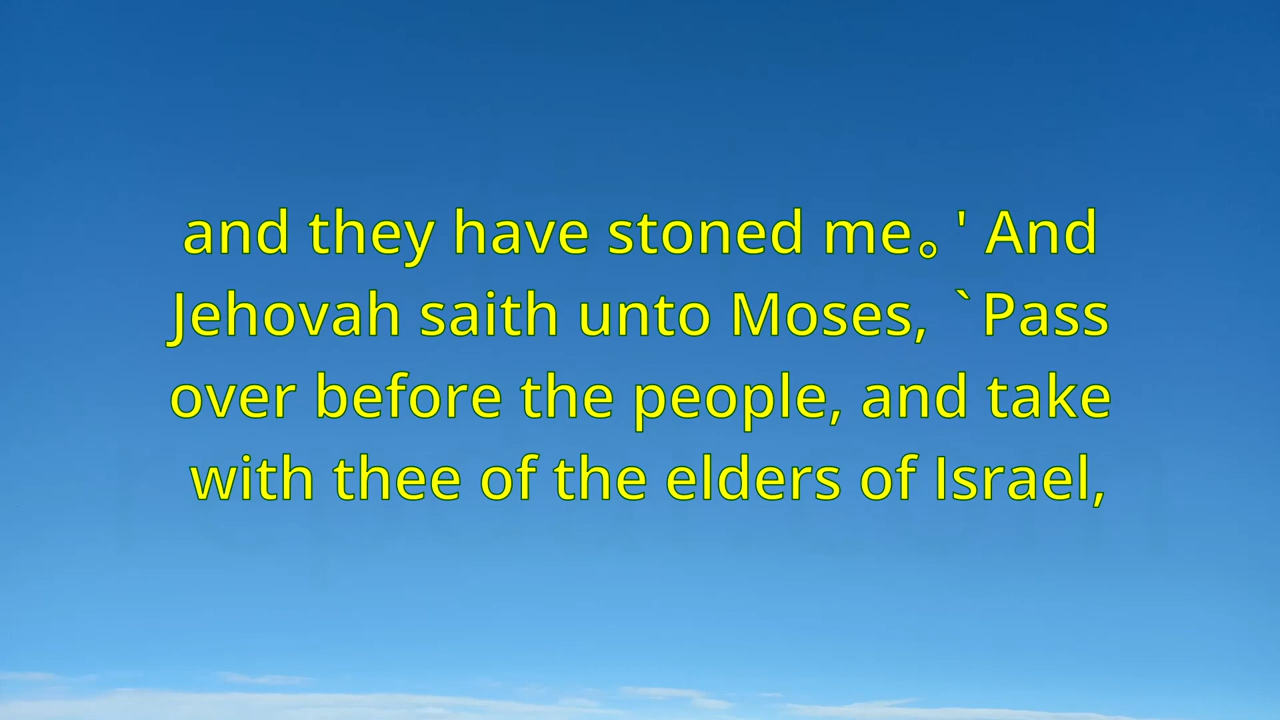 and they have stoned me。' And
Jehovah saith unto Moses, `Pass
over before the people, and take
with thee of the elders of Israel,